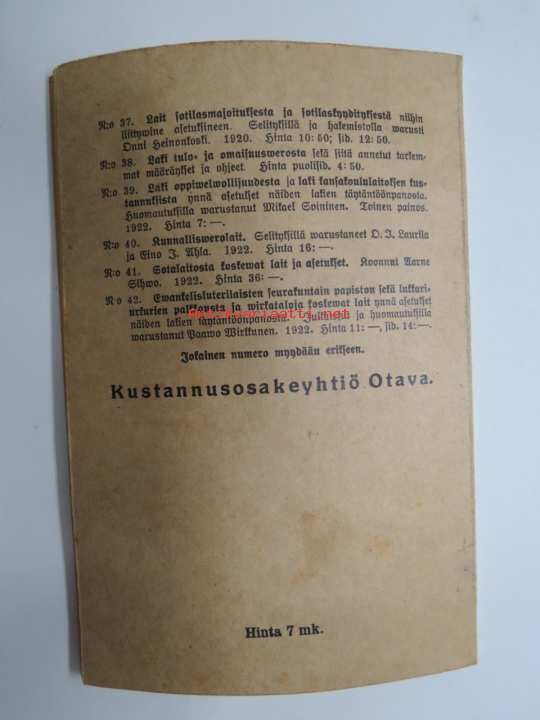 N:o 37. Lait sotilasmajoituksesta ja sotilaskyydityksestä niihin
liittywine asetuksineen. Selityksillä ja hakemistolla warusti
Onni Heinonkoski. 1920. Hinta 10: 50; sid. 12: 50.
N:o 38. Laki tulo- ja omaisuuswerosta sekä siitä annetut tarkem-
mat määräykset ja ohjeet. Hinta puolisid. 4: 50.
N:o 39. Laki oppiwelwollisuudesta ja laki kansakoululaitoksen kus-
tannuksista ynnä asetukset näiden lakien täytäntöönpanosta.
Huomautuksilla warustanut Mikael Soininen. Toinen painos.
1922. Hinta 7: —.
N:o 40. Kunnalliswerolait. Selityksillä warustaneet O. J. Laurila
ja Eino J. Ahla. 1922. Hinta 16: —.
N:o 41. Sotalaitosta koskewat lait ja asetukset. Koonnut Aarne
Sihwo. 1922. Hinta 36: —.
N:o 42. Ewankelisluterilaisten seurakuntain papiston sekä lukkari-
urkurien palkkausta ja wirkataloja koskewat lait ynnä asetukset
näiden lakien täytäntöönpanosta. ja huomautuksilla
warustanut Paawo Wirkkunen. 1922. Hinta 11: —, sid. 14: —.
Jokainen numero myydään erikseen.
Kustannusosakeyhtiö Otava.
Hinta 7 mk.